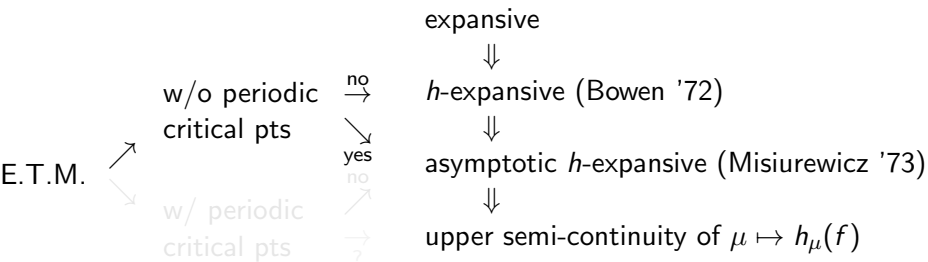 expansive
⇓
w/o periodic no → h-expansive (Bowen '72)
critical pts ↘ ⇓
yes
E.T.M. ↗ asymptotic h-expansive (Misiurewicz '73)
↘ no
w/ periodic ↗ ⇓
critical pts → upper semi-continuity of μ ↦ hμ(f)
?